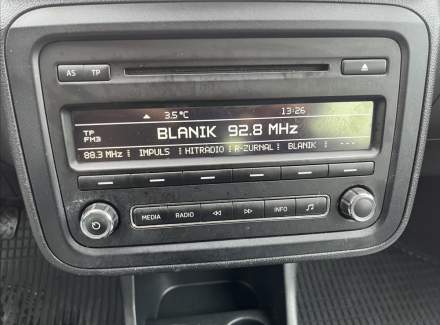 AS TP
3.5°C 13:26
TP
FM3
BLANIK 92.8 MHz
88.3 MHz IMPULS HITRADIO R-ZURNAL BLANIK ---
MEDIA RADIO INFO